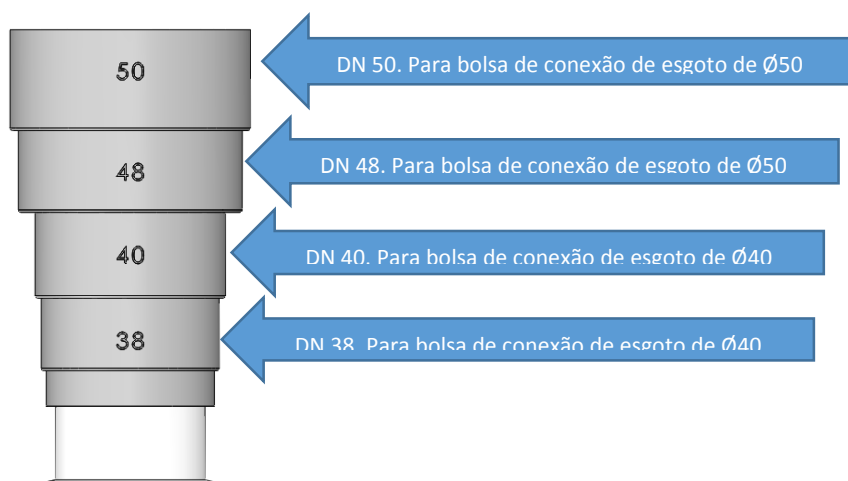 50
DN 50. Para bolsa de conexão de esgoto de Ø50
48
DN 48. Para bolsa de conexão de esgoto de Ø50
40
DN 40. Para bolsa de conexão de esgoto de Ø40
38
DN 38. Para bolsa de conexão de esgoto de Ø40